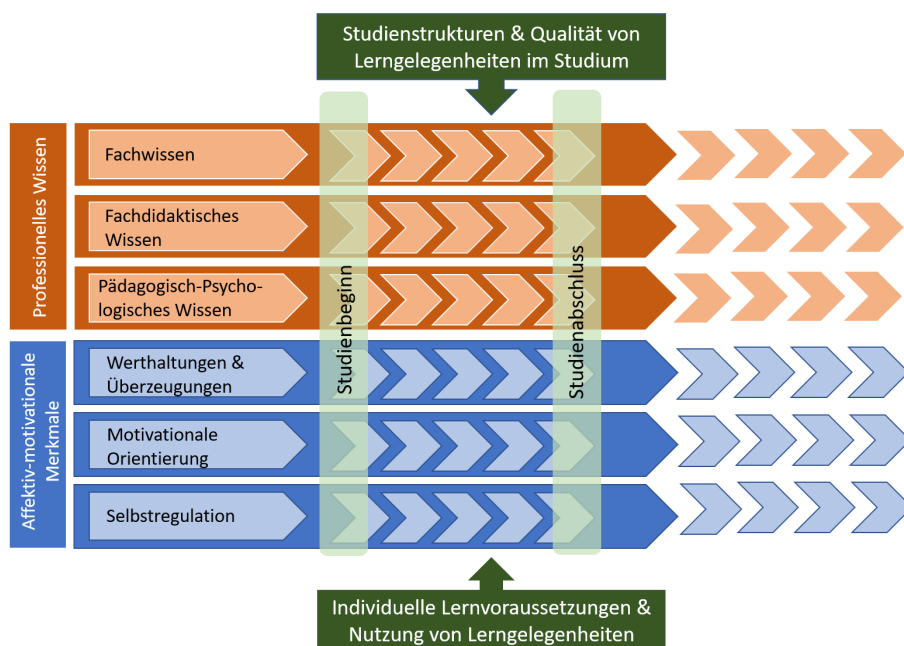 Studienstrukturen & Qualität von
Lerngelegenheiten im Studium
Professionelles Wissen
Fachwissen
Fachdidaktisches
Wissen
Pädagogisch-Psycho-
logisches Wissen
Affektiv-motivationale
Merkmale
Werthaltungen &
Überzeugungen
Motivationale
Orientierung
Selbstregulation
Studienbeginn
Studienabschluss
Individuelle Lernvoraussetzungen &
Nutzung von Lerngelegenheiten